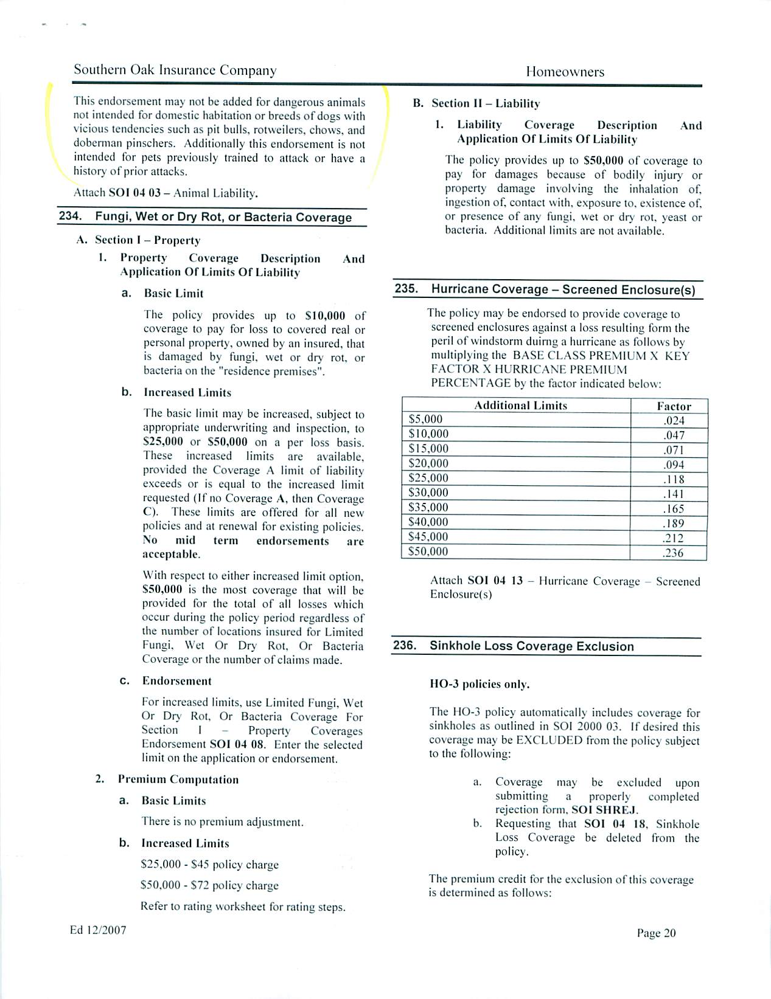 Southern Oak Insurance Company Homeowners
This endorsement may not be added for dangerous animals
not intended for domestic habitation or breeds of dogs with
vicious tendencies such as pit bulls, rotweilers, chows, and
doberman pinschers. Additionally this endorsement is not
intended for pets previously trained to attack or have a
history of prior attacks.
Attach SOI 04 03 – Animal Liability.
234. Fungi, Wet or Dry Rot, or Bacteria Coverage
A. Section I – Property
1. Property Coverage Description And
Application Of Limits Of Liability
a. Basic Limit
The policy provides up to $10,000 of
coverage to pay for loss to covered real or
personal property, owned by an insured, that
is damaged by fungi, wet or dry rot, or
bacteria on the "residence premises".
b. Increased Limits
The basic limit may be increased, subject to
appropriate underwriting and inspection, to
$25,000 or $50,000 on a per loss basis.
These increased limits are available,
provided the Coverage A limit of liability
exceeds or is equal to the increased limit
requested (If no Coverage A, then Coverage
C). These limits are offered for all new
policies and at renewal for existing policies.
No mid term endorsements are
acceptable.
With respect to either increased limit option,
$50,000 is the most coverage that will be
provided for the total of all losses which
occur during the policy period regardless of
the number of locations insured for Limited
Fungi, Wet Or Dry Rot, Or Bacteria
Coverage or the number of claims made.
c. Endorsement
For increased limits, use Limited Fungi, Wet
Or Dry Rot, Or Bacteria Coverage For
Section I – Property Coverages
Endorsement SOI 04 08. Enter the selected
limit on the application or endorsement.
2. Premium Computation
a. Basic Limits
There is no premium adjustment.
b. Increased Limits
$25,000 - $45 policy charge
$50,000 - $72 policy charge
Refer to rating worksheet for rating steps.
B. Section II – Liability
1. Liability Coverage Description And
Application Of Limits Of Liability
The policy provides up to $50,000 of coverage to
pay for damages because of bodily injury or
property damage involving the inhalation of,
ingestion of, contact with, exposure to, existence of,
or presence of any fungi, wet or dry rot, yeast or
bacteria. Additional limits are not available.
235. Hurricane Coverage – Screened Enclosure(s)
The policy may be endorsed to provide coverage to
screened enclosures against a loss resulting form the
peril of windstorm duirng a hurricane as follows by
multiplying the BASE CLASS PREMIUM X KEY
FACTOR X HURRICANE PREMIUM
PERCENTAGE by the factor indicated below:
Additional Limits Factor
$5,000 .024
$10,000 .047
$15,000 .071
$20,000 .094
$25,000 .118
$30,000 .141
$35,000 .165
$40,000 .189
$45,000 .212
$50,000 .236
Attach SOI 04 13 – Hurricane Coverage – Screened
Enclosure(s)
236. Sinkhole Loss Coverage Exclusion
HO-3 policies only.
The HO-3 policy automatically includes coverage for
sinkholes as outlined in SOI 2000 03. If desired this
coverage may be EXCLUDED from the policy subject
to the following:
a. Coverage may be excluded upon
submitting a properly completed
rejection form, SOI SHREJ.
b. Requesting that SOI 04 18, Sinkhole
Loss Coverage be deleted from the
policy.
The premium credit for the exclusion of this coverage
is determined as follows:
Ed 12/2007 Page 20